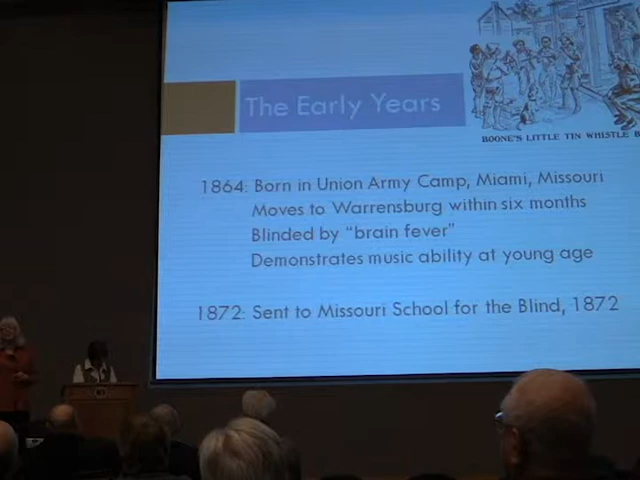 BOONE'S LITTLE TIN WHISTLE
The Early Years
1864: Born in Union Army Camp, Miami, Missouri
Moves to Warrensburg within six months
Blinded by “brain fever”
Demonstrates music ability at young age
1872: Sent to Missouri School for the Blind, 1872